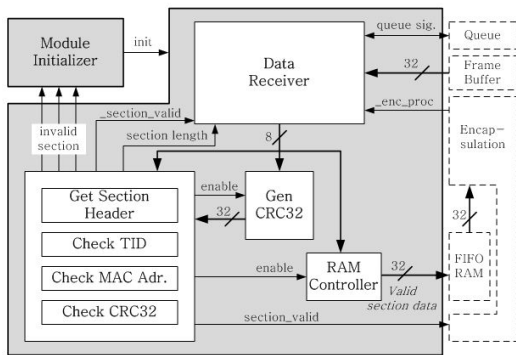 Module
Initializer
init
Data
Receiver
queue sig.
Queue
32
Frame
Buffer
_enc_proc
Encap-
sulation
invalid
section
_section_valid
section length
8
Get Section
Header
enable
Gen
CRC32
32
Check TID
32
Check MAC Adr.
enable
RAM
Controller
32
FIFO
RAM
Valid
section data
Check CRC32
section_valid